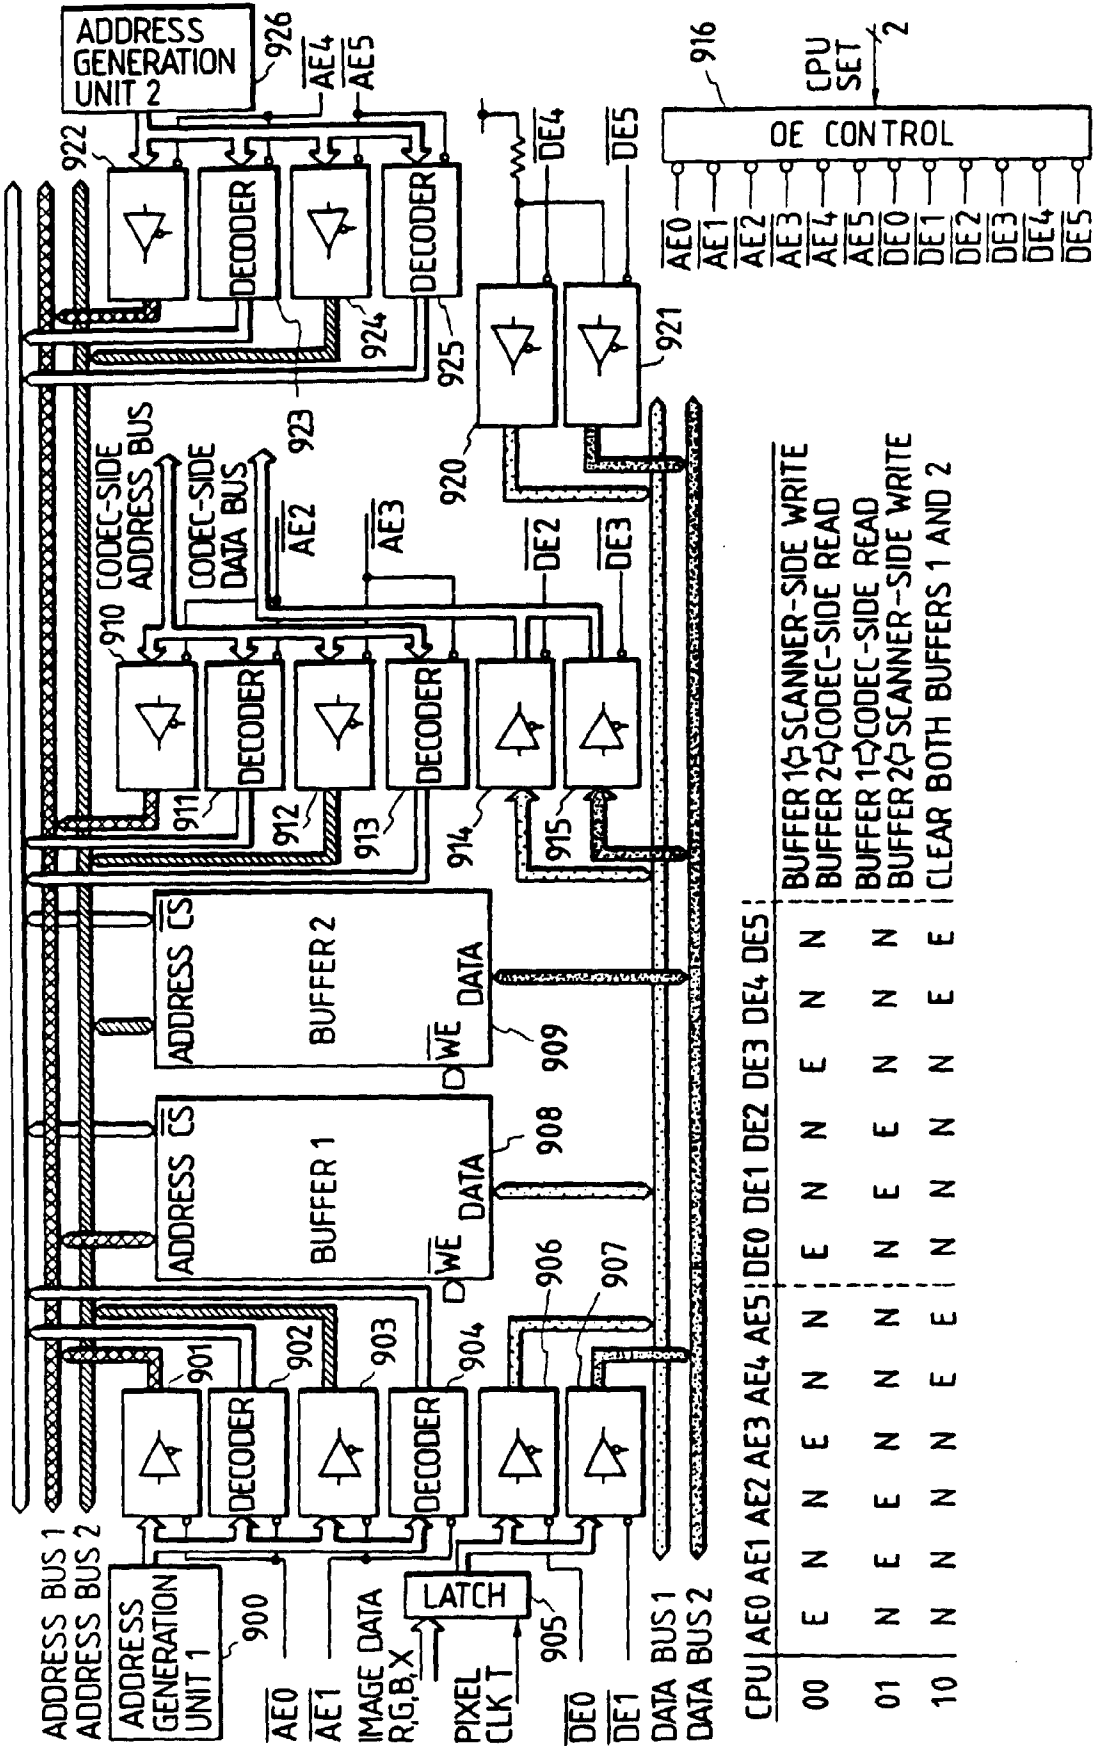 ADDRESS BUS 1
ADDRESS BUS 2
ADDRESS
GENERATION
UNIT 1
900
AE0
AE1
IMAGE DATA
R,G,B,X
PIXEL
CLK T
LATCH
905
DE0
DE1
DATA BUS 1
DATA BUS 2
901
DECODER
902
903
DECODER
904
906
907
ADDRESS CS
BUFFER 1
WE DATA
908
ADDRESS CS
BUFFER 2
WE DATA
909
910
CODEC-SIDE
ADDRESS BUS
CODEC-SIDE
DATA BUS
DECODER
911
912
DECODER
913
914
915
AE2
AE3
DE2
DE3
922
ADDRESS
GENERATION
UNIT 2
926
AE4
AE5
DECODER
923
924
DECODER
925
920
921
DE4
DE5
916
CPU
SET
2
OE CONTROL
AE0
AE1
AE2
AE3
AE4
AE5
DE0
DE1
DE2
DE3
DE4
DE5
CPU AE0 AE1 AE2 AE3 AE4 AE5 DE0 DE1 DE2 DE3 DE4 DE5
00 E N N E N N E N N E N N BUFFER 1⇦SCANNER-SIDE WRITE
BUFFER 2⇨CODEC-SIDE READ
01 N E E N N N N E E N N N BUFFER 1⇨CODEC-SIDE READ
BUFFER 2⇦SCANNER-SIDE WRITE
10 N N N N E E N N N N E E CLEAR BOTH BUFFERS 1 AND 2